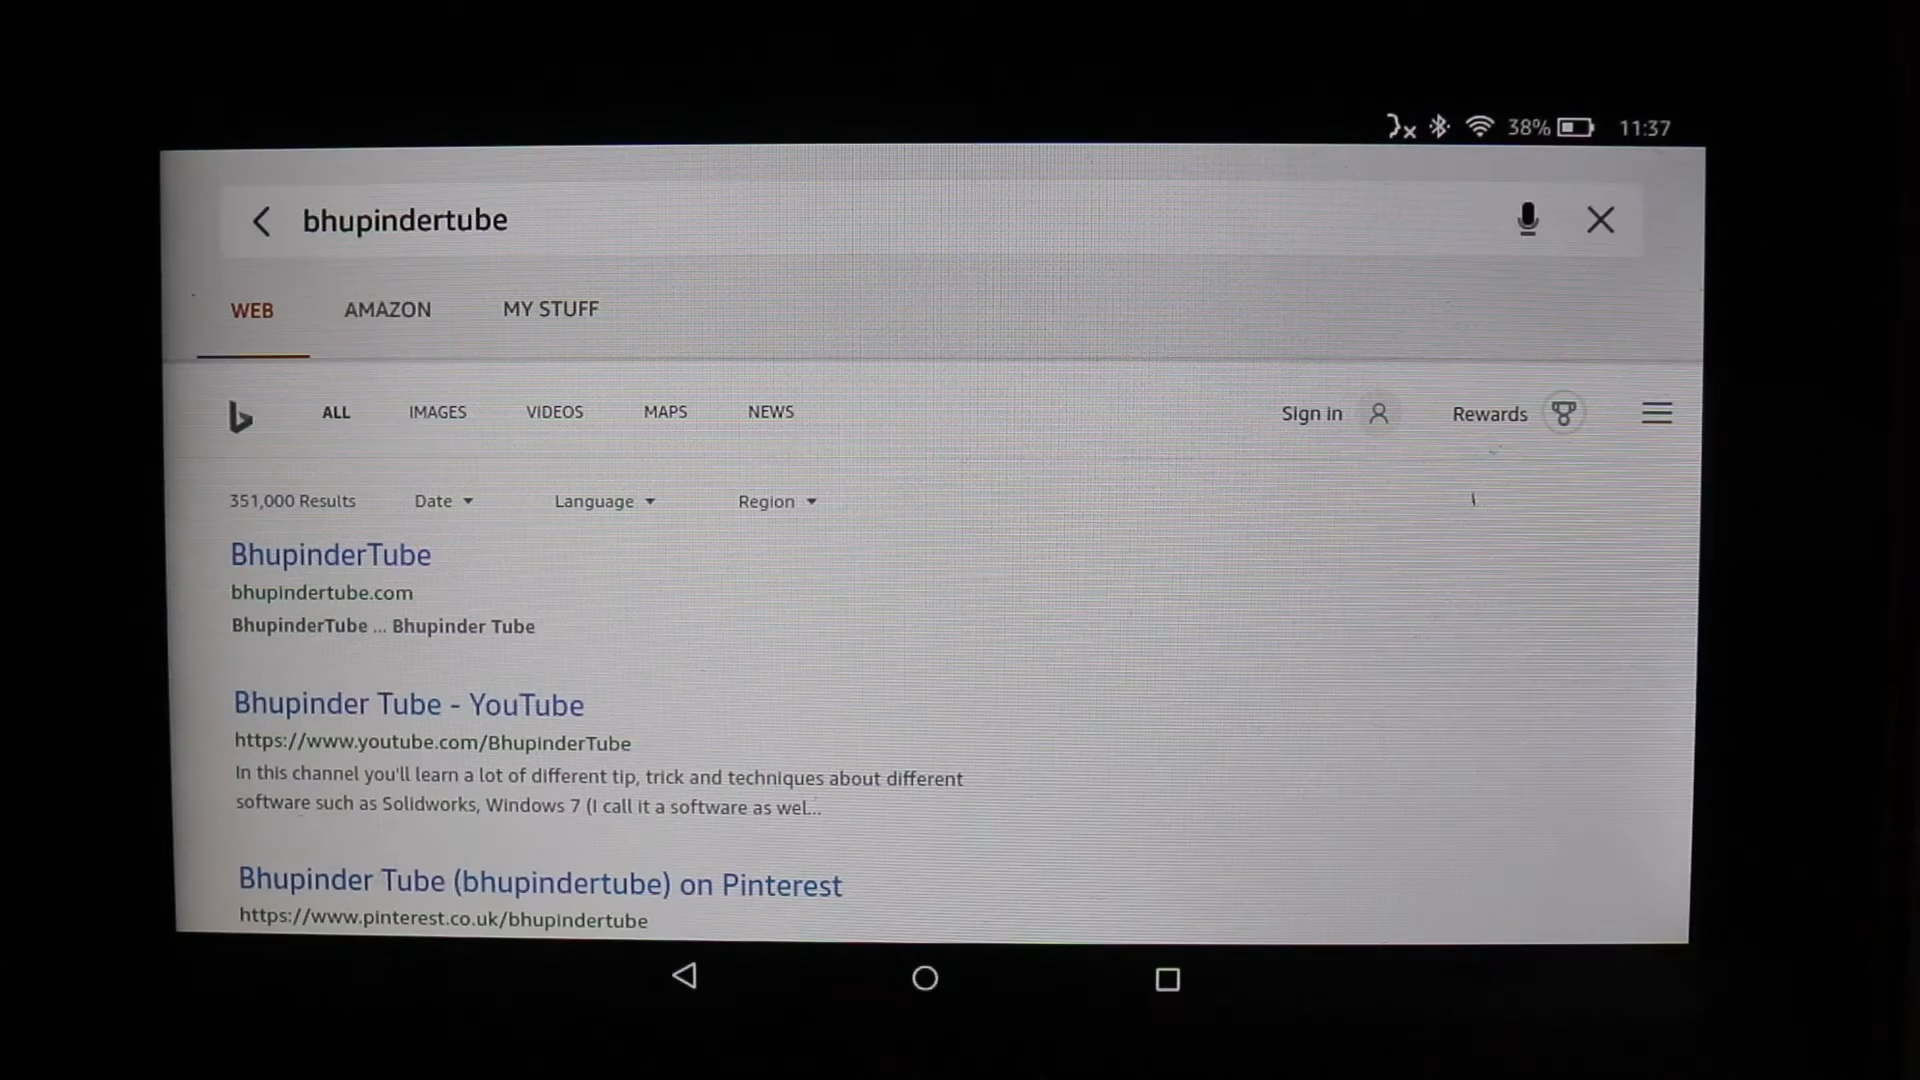 38% 11:37
bhupindertube
WEB AMAZON MY STUFF
ALL IMAGES VIDEOS MAPS NEWS Sign in Rewards
351,000 Results Date Language Region
BhupinderTube
bhupindertube.com
BhupinderTube ... Bhupinder Tube
Bhupinder Tube - YouTube
https://www.youtube.com/BhupinderTube
In this channel you'll learn a lot of different tip, trick and techniques about different
software such as Solidworks, Windows 7 (I call it a software as wel...
Bhupinder Tube (bhupindertube) on Pinterest
https://www.pinterest.co.uk/bhupindertube